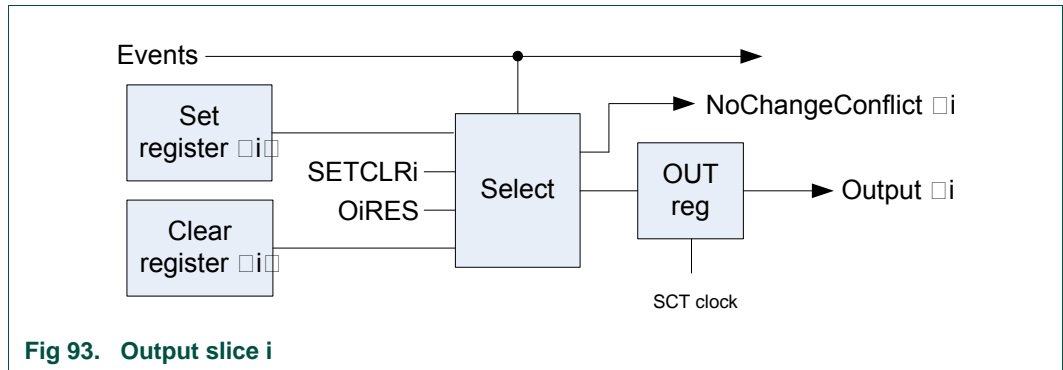 Events
Set
register □i□
NoChangeConflict □i
SETCLRi
Select
OUT
reg
Output □i
OiRES
Clear
register □i□
SCT clock
Fig 93. Output slice i